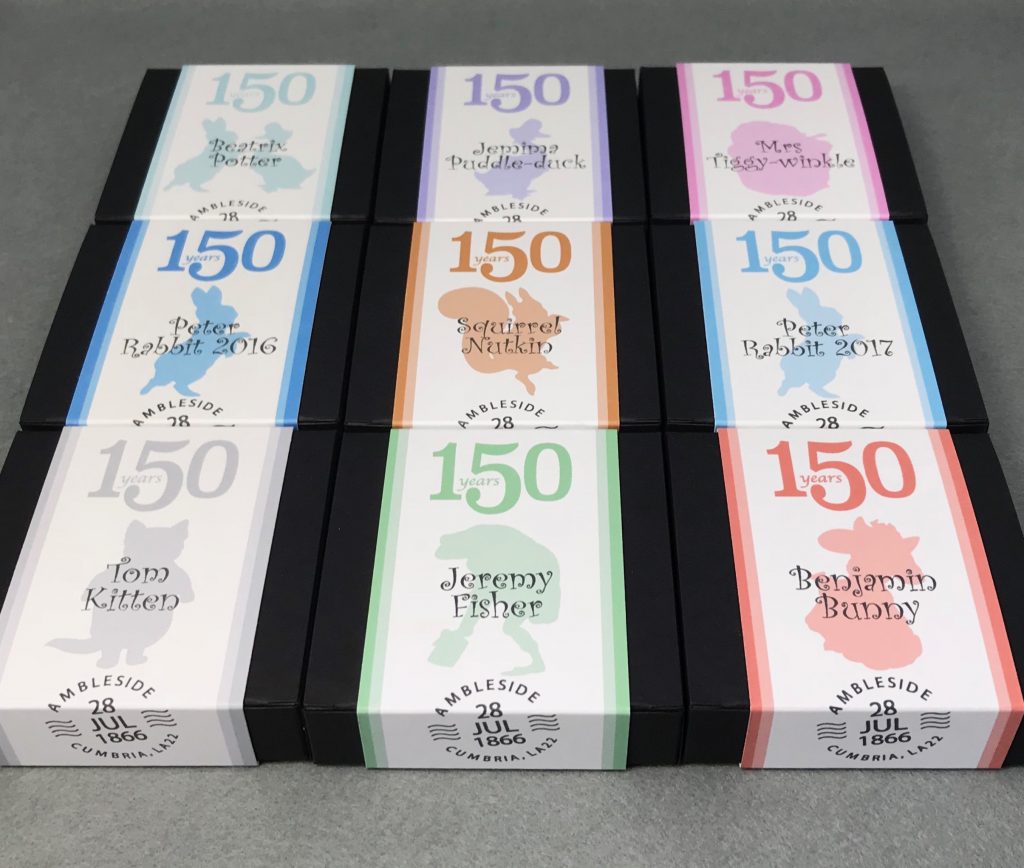 150
years
Beatrix
Potter
AMBLESIDE
28
150
years
Jemima
Puddle-duck
AMBLESIDE
28
150
years
Mrs
Tiggy-winkle
AMBLESIDE
28
150
years
Peter
Rabbit 2016
AMBLESIDE
28
150
years
Squirrel
Nutkin
AMBLESIDE
28
150
years
Peter
Rabbit 2017
AMBLESIDE
28
150
years
Tom
Kitten
AMBLESIDE
28
JUL
1866
CUMBRIA, LA22
150
years
Jeremy
Fisher
AMBLESIDE
28
JUL
1866
CUMBRIA, LA22
150
years
Benjamin
Bunny
AMBLESIDE
28
JUL
1866
CUMBRIA, LA22